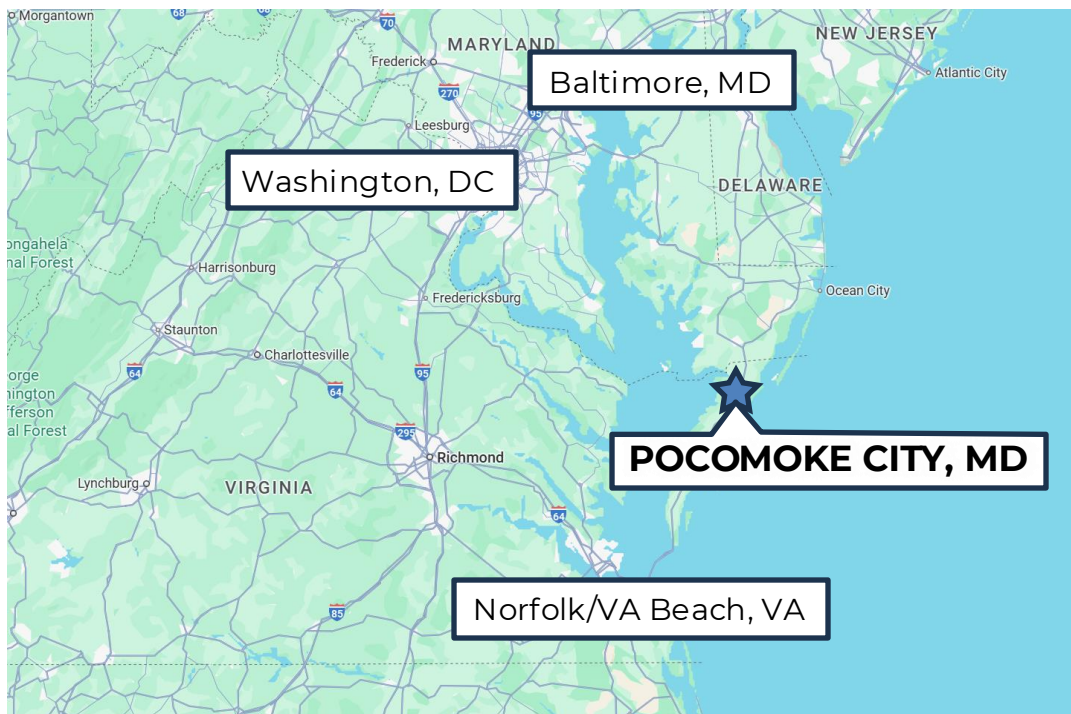 Morgantown
68
68
70
MARYLAND
NEW JERSEY
Frederick
Baltimore, MD
Atlantic City
270
95
Leesburg
Washington, DC
DELAWARE
ongahela
nal Forest
Harrisonburg
Ocean City
Fredericksburg
Staunton
Charlottesville
64
95
orge
hington
fferson
al Forest
64
POCOMOKE CITY, MD
295
Richmond
Lynchburg
VIRGINIA
64
Norfolk/VA Beach, VA
85